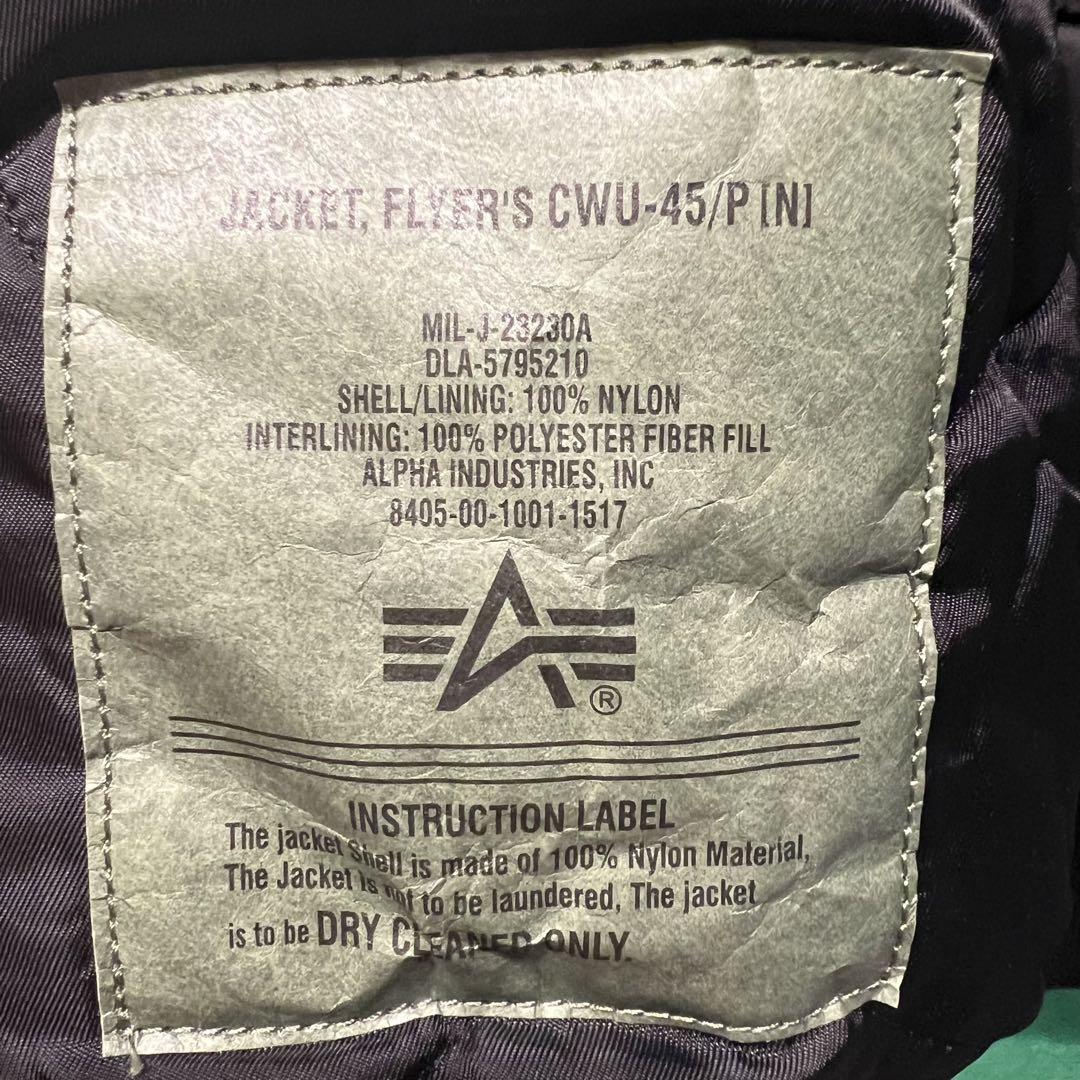 JACKET, FLYER'S CWU-45/P [N]
MIL-J-23230A
DLA-5795210
SHELL/LINING: 100% NYLON
INTERLINING: 100% POLYESTER FIBER FILL
ALPHA INDUSTRIES, INC
8405-00-1001-1517
®
INSTRUCTION LABEL
The jacket Shell is made of 100% Nylon Material,
The Jacket is not to be laundered, The jacket
is to be DRY CLEANED ONLY.